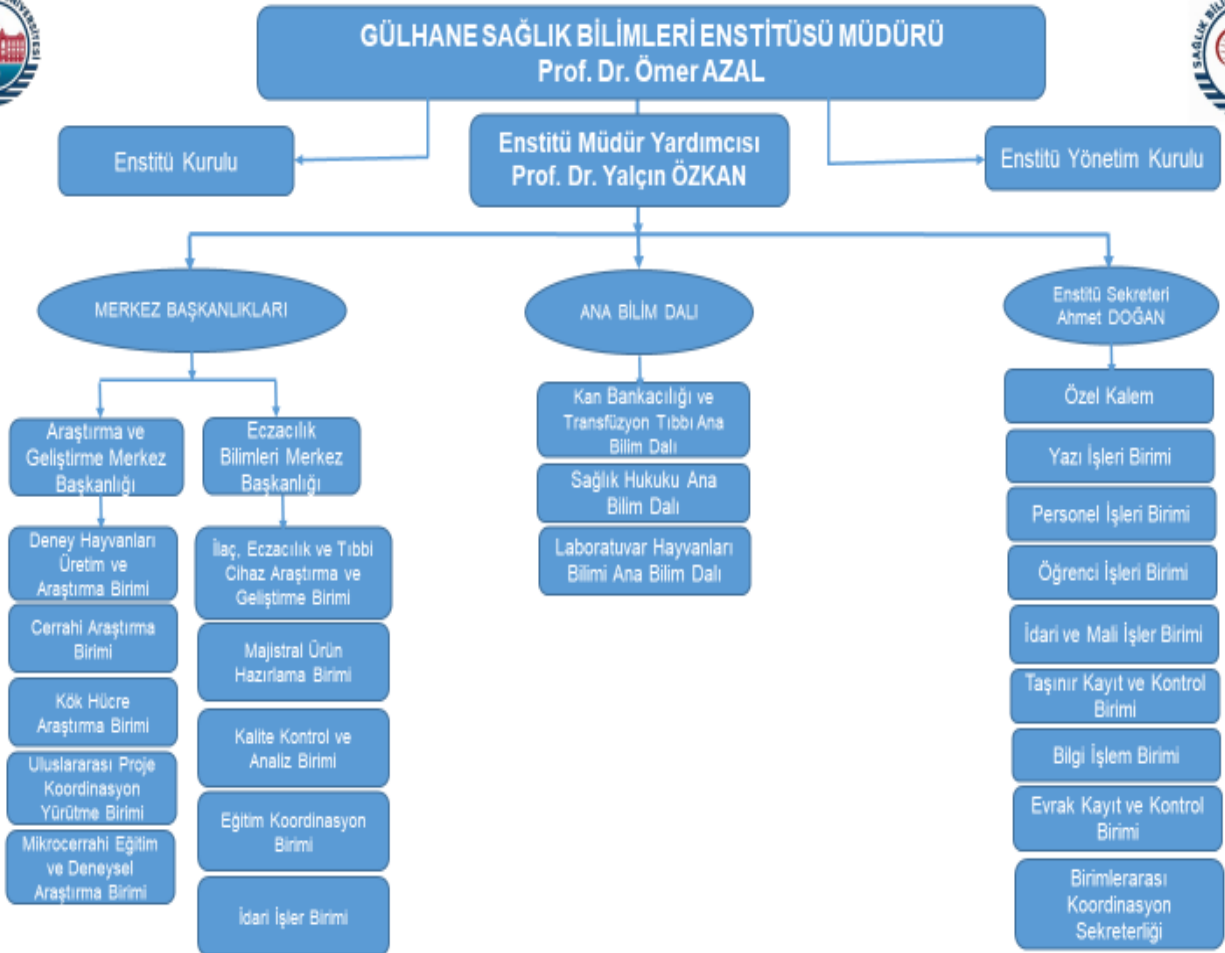 GÜLHANE SAĞLIK BİLİMLERİ ENSTİTÜSÜ MÜDÜRÜ
Prof. Dr. Ömer AZAL
Enstitü Kurulu
Enstitü Müdür Yardımcısı
Prof. Dr. Yalçın ÖZKAN
Enstitü Yönetim Kurulu
MERKEZ BAŞKANLIKLARI
ANA BİLİM DALI
Enstitü Sekreteri
Ahmet DOĞAN
Araştırma ve
Geliştirme Merkez
Başkanlığı
Deney Hayvanları
Üretim ve
Araştırma Birimi
Cerrahi Araştırma
Birimi
Kök Hücre
Araştırma Birimi
Uluslararası Proje
Koordinasyon
Yürütme Birimi
Mikrocerrahi Eğitim
ve Deneysel
Araştırma Birimi
Eczacılık
Bilimleri Merkez
Başkanlığı
İlaç, Eczacılık ve Tıbbi
Cihaz Araştırma ve
Geliştirme Birimi
Majistral Ürün
Hazırlama Birimi
Kalite Kontrol ve
Analiz Birimi
Eğitim Koordinasyon
Birimi
İdari İşler Birimi
Kan Bankacılığı ve
Transfüzyon Tıbbı Ana
Bilim Dalı
Sağlık Hukuku Ana
Bilim Dalı
Laboratuvar Hayvanları
Bilimi Ana Bilim Dalı
Özel Kalem
Yazı İşleri Birimi
Personel İşleri Birimi
Öğrenci İşleri Birimi
İdari ve Mali İşler Birimi
Taşınır Kayıt ve Kontrol
Birimi
Bilgi İşlem Birimi
Evrak Kayıt ve Kontrol
Birimi
Birimlerarası
Koordinasyon
Sekreterliği